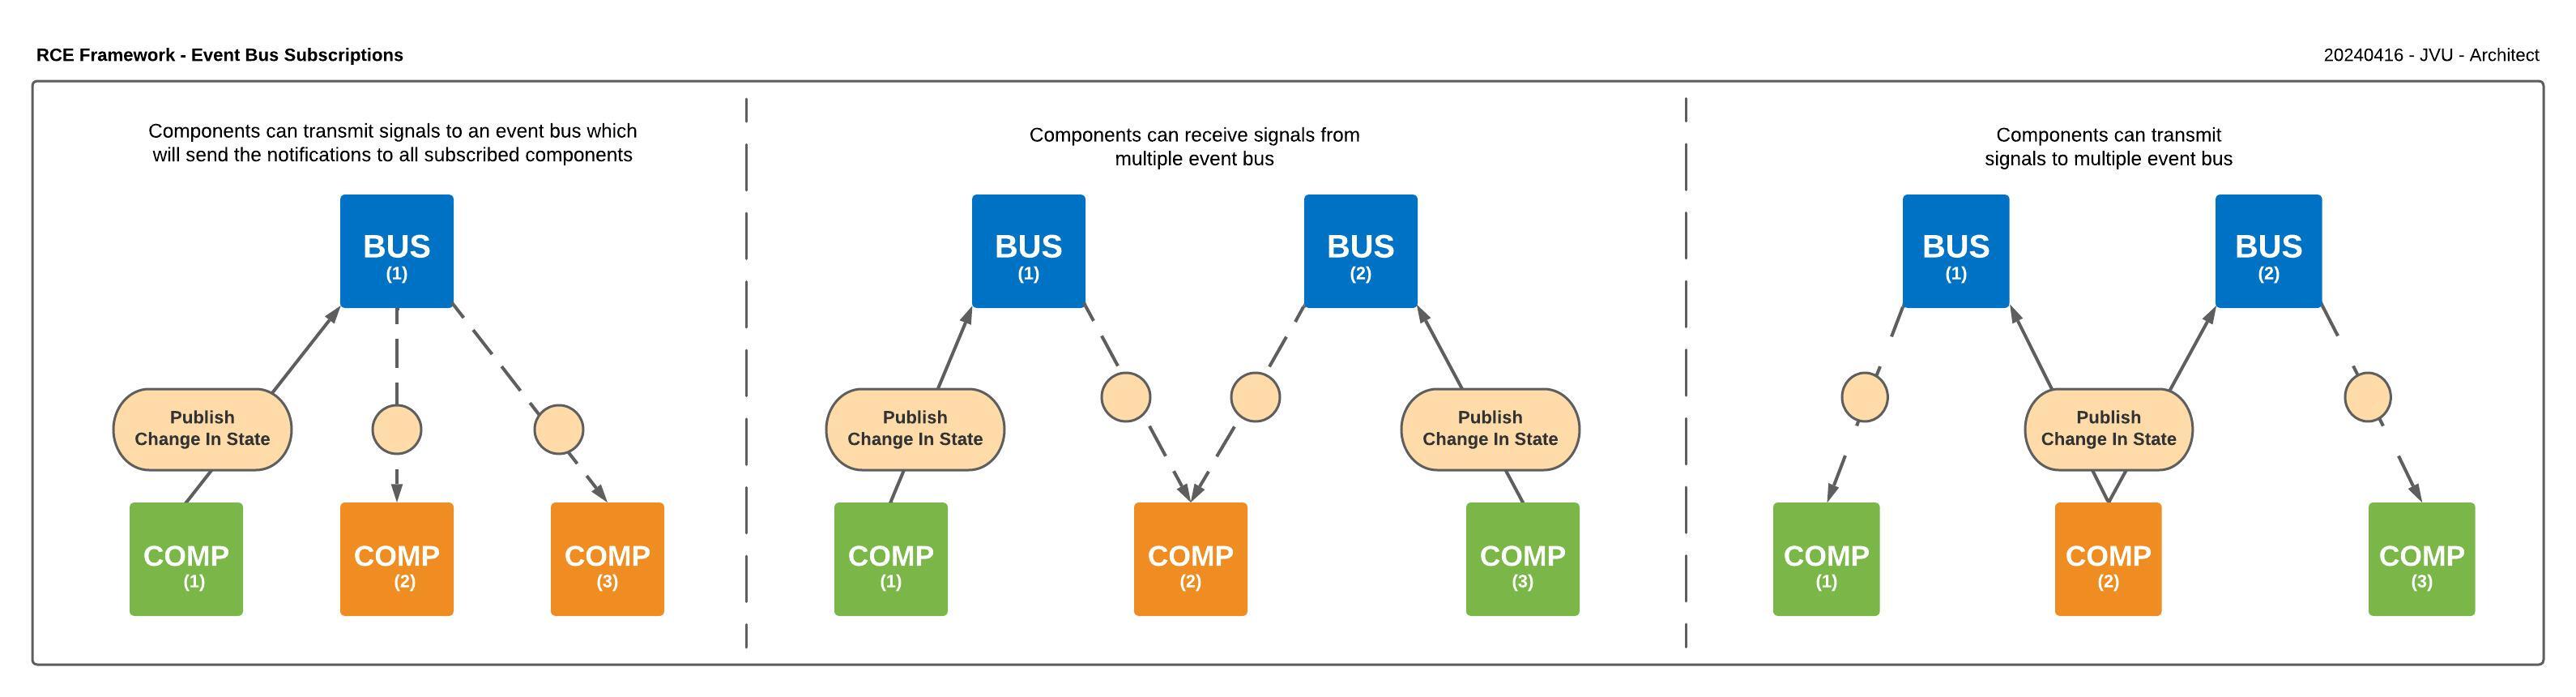 RCE Framework - Event Bus Subscriptions
20240416 - JVU - Architect
Components can transmit signals to an event bus which
will send the notifications to all subscribed components
BUS
(1)
Publish
Change In State
COMP
(1)
COMP
(2)
COMP
(3)
Components can receive signals from
multiple event bus
BUS
(1)
BUS
(2)
Publish
Change In State
Publish
Change In State
COMP
(1)
COMP
(2)
COMP
(3)
Components can transmit
signals to multiple event bus
BUS
(1)
BUS
(2)
Publish
Change In State
COMP
(1)
COMP
(2)
COMP
(3)